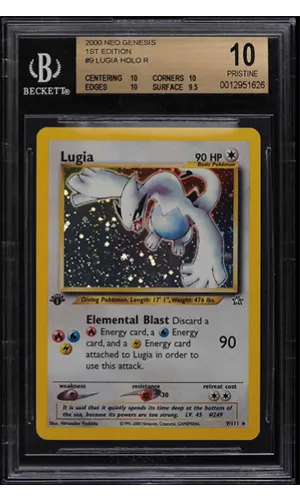 2000 NEO GENESIS
1ST EDITION
#9 LUGIA HOLO R
B
BECKETT®
CENTERING 10 CORNERS 10
EDGES 10 SURFACE 9.5
10
PRISTINE
0012951626
Lugia
90 HP
Basic Pokémon
1
Diving Pokémon. Length: 17' 1", Weight: 476 lbs.
Elemental Blast Discard a
Energy card, a Energy
card, and a Energy card
attached to Lugia in order to
use this attack.
90
weakness
resistance
-30
retreat cost
It is said that it quietly spends its time deep at the bottom of the
sea, because its powers are too strong. LV. 45 #249
Illus.
9/111 ★